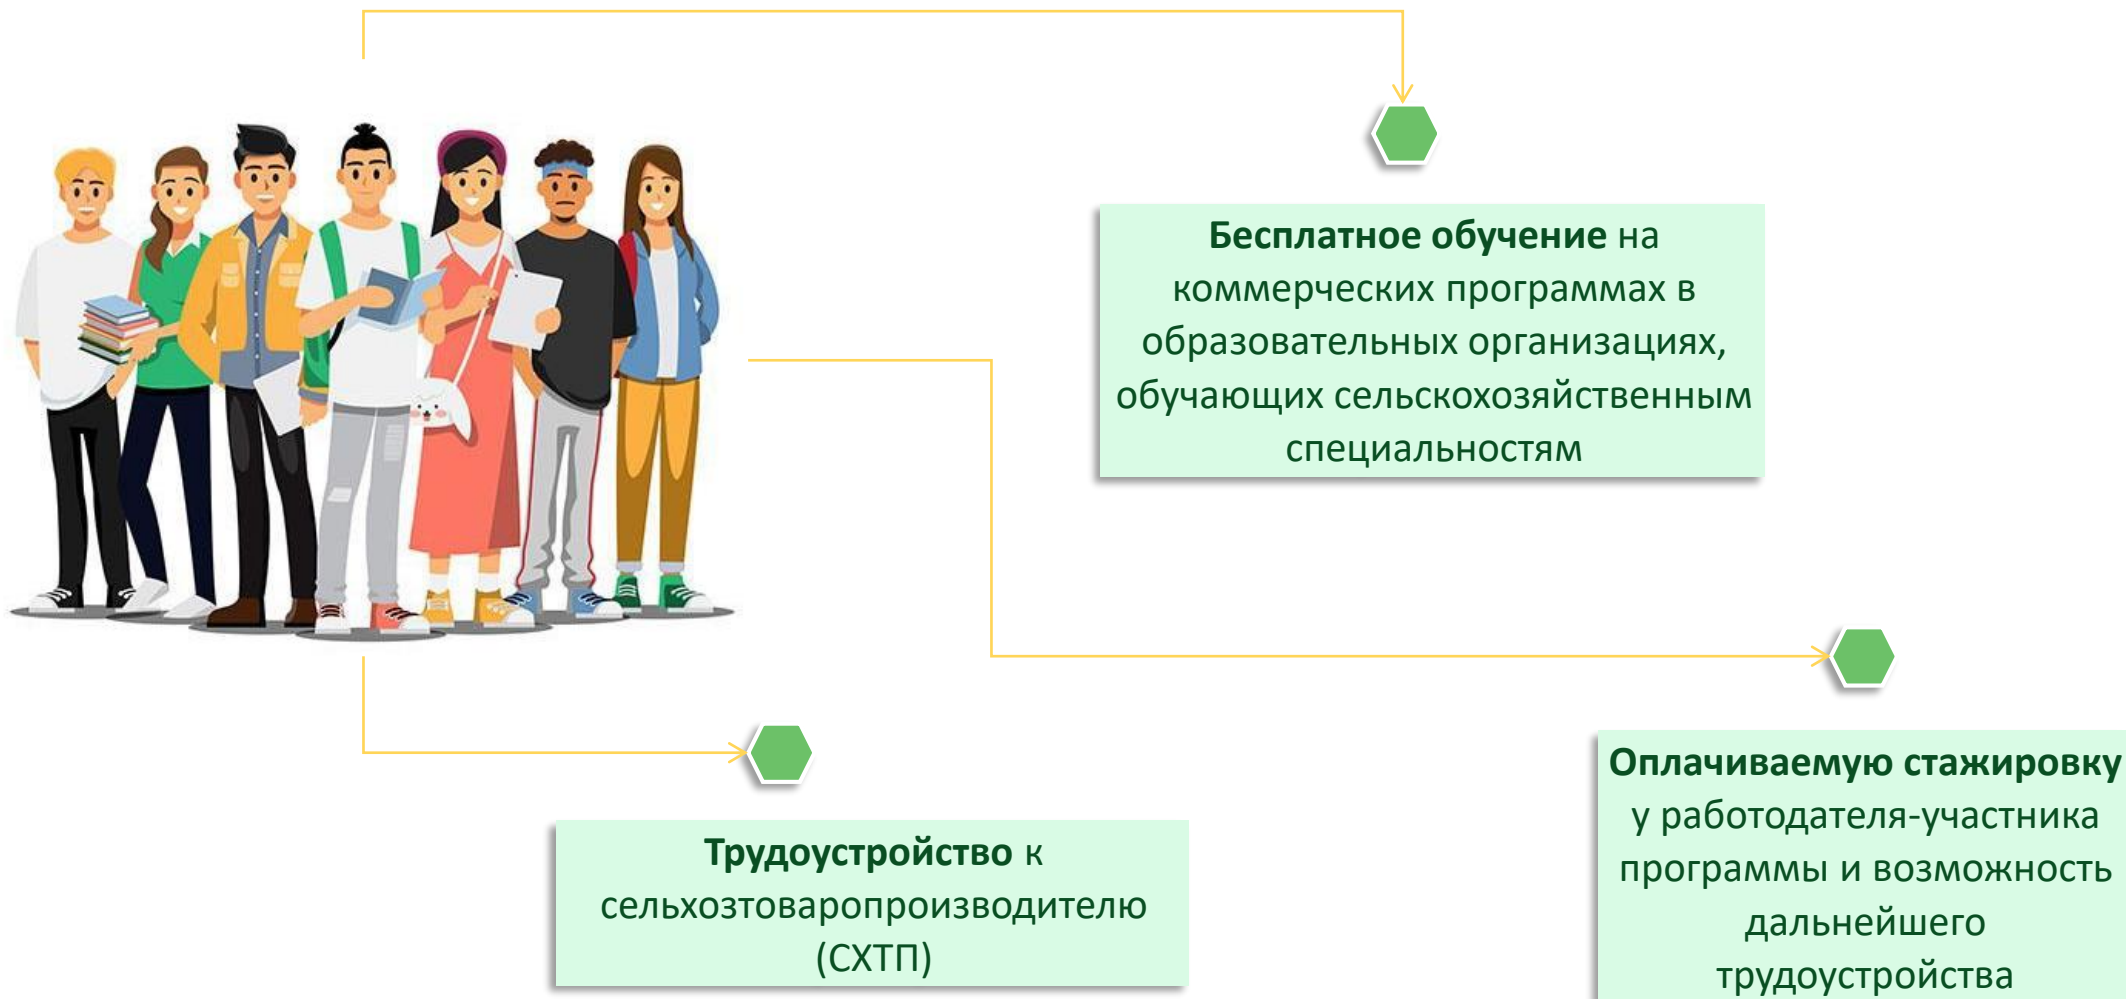 Бесплатное обучение на
коммерческих программах в
образовательных организациях,
обучающих сельскохозяйственным
специальностям
Оплачиваемую стажировку
у работодателя-участника
программы и возможность
дальнейшего
трудоустройства
Трудоустройство к
сельхозтоваропроизводителю
(СХТП)